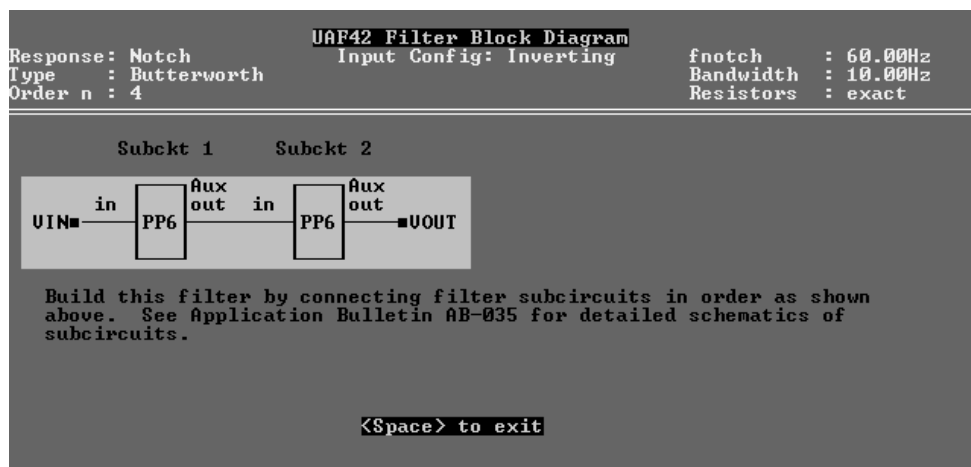 UAF42 Filter Block Diagram
Response: Notch Input Config: Inverting fnotch : 60.00Hz
Type : Butterworth Bandwidth : 10.00Hz
Order n : 4 Resistors : exact
Subckt 1 Subckt 2
Aux Aux
in out in out
VIN PP6 PP6 VOUT
Build this filter by connecting filter subcircuits in order as shown
above. See Application Bulletin AB-035 for detailed schematics of
subcircuits.
<Space> to exit